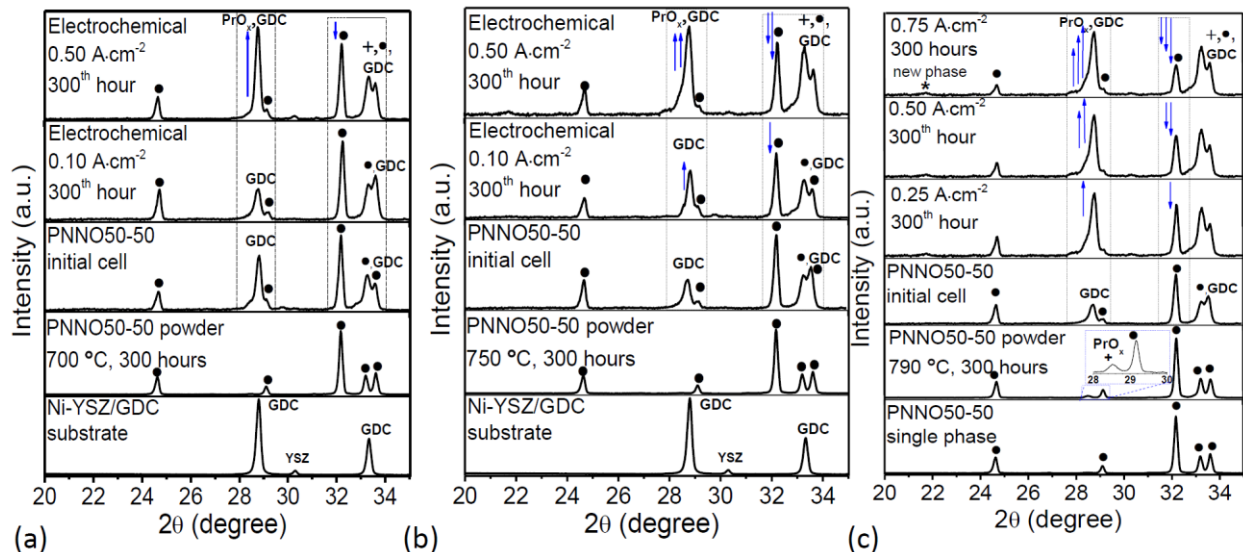 Intensity (a.u.)
Electrochemical
0.50 A·cm⁻²
300ᵗʰ hour
PrOₓ,GDC
+,●,
GDC
Electrochemical
0.10 A·cm⁻²
300ᵗʰ hour
GDC
●,GDC
PNNO50-50
initial cell
GDC
●,GDC
PNNO50-50 powder
700 °C, 300 hours
Ni-YSZ/GDC
substrate
GDC
YSZ
GDC
20 22 24 26 28 30 32 34
2θ (degree)
(a)
Intensity (a.u.)
Electrochemical
0.50 A·cm⁻²
300ᵗʰ hour
PrOₓ,GDC
+,●,
GDC
Electrochemical
0.10 A·cm⁻²
300ᵗʰ hour
GDC
●,GDC
PNNO50-50
initial cell
GDC
●,GDC
PNNO50-50 powder
750 °C, 300 hours
Ni-YSZ/GDC
substrate
GDC
YSZ
GDC
20 22 24 26 28 30 32 34
2θ (degree)
(b)
Intensity (a.u.)
0.75 A·cm⁻²
300 hours
new phase
*
PrOₓ,GDC
+,●,
GDC
0.50 A·cm⁻²
300ᵗʰ hour
0.25 A·cm⁻²
300ᵗʰ hour
PNNO50-50
initial cell
GDC
●,GDC
PNNO50-50 powder
790 °C, 300 hours
PrOₓ
+
28 29 30
PNNO50-50
single phase
20 22 24 26 28 30 32 34
2θ (degree)
(c)